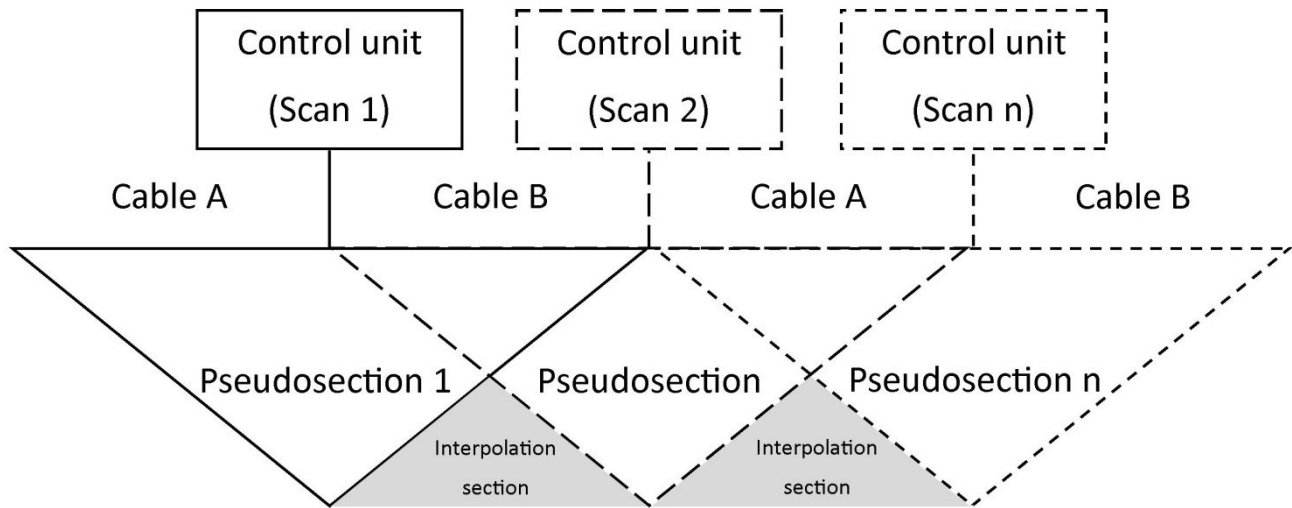 Control unit
(Scan 1)
Control unit
(Scan 2)
Control unit
(Scan n)
Cable A
Cable B
Cable A
Cable B
Pseudosection 1
Pseudosection
Pseudosection n
Interpolation
section
Interpolation
section